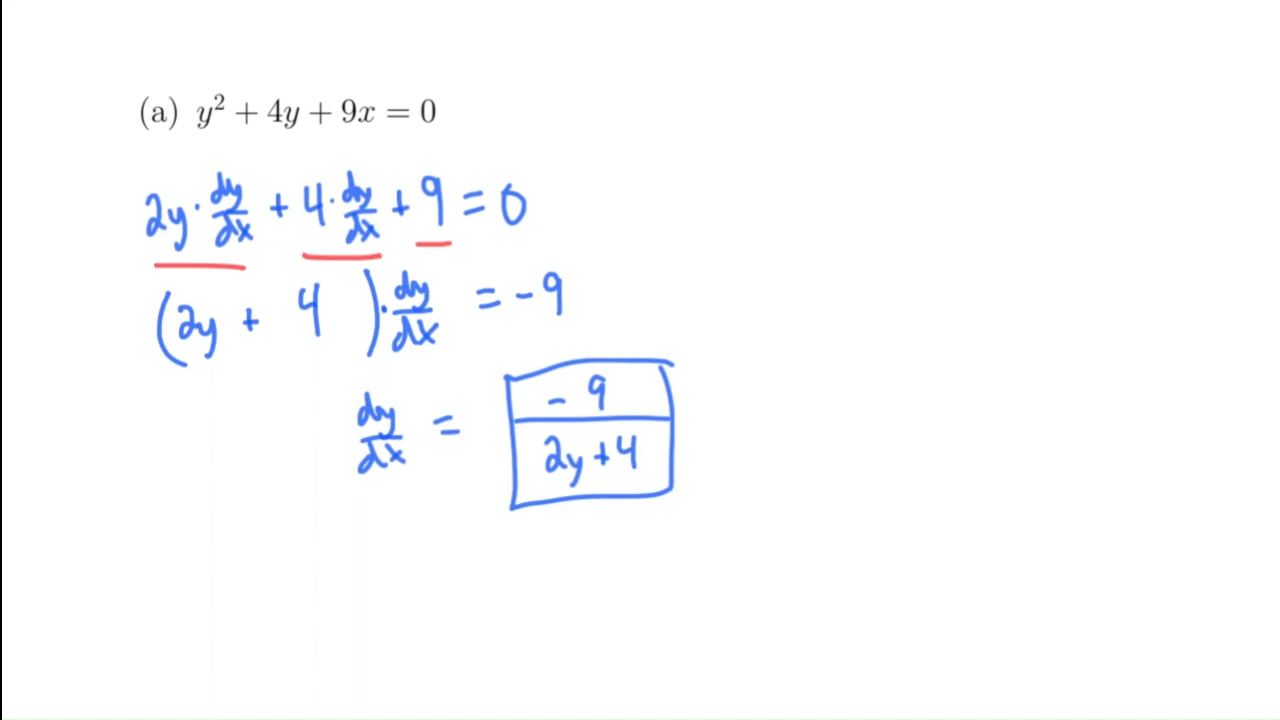 (a) y² + 4y + 9x = 0
2y · dy/dx + 4 · dy/dx + 9 = 0
(2y + 4) · dy/dx = -9
dy/dx = -9/(2y+4)